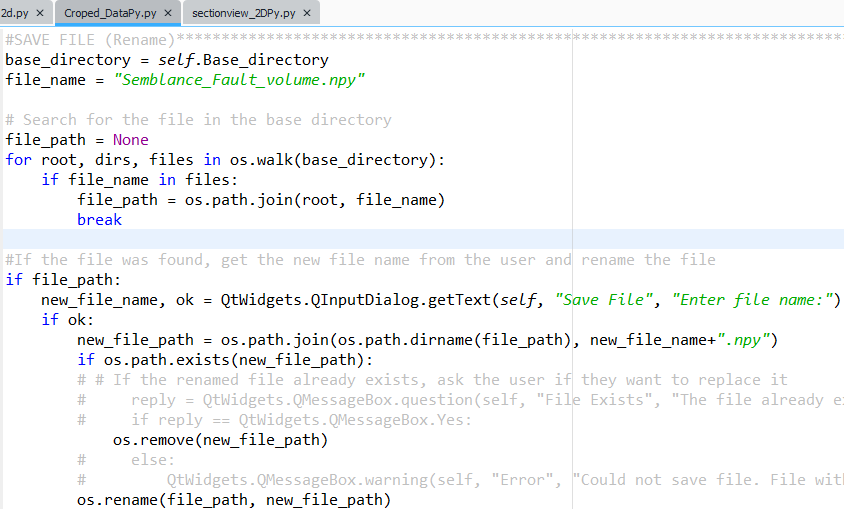 2d.py × Croped_DataPy.py × sectionview_2DPy.py ×
#SAVE FILE (Rename)**************************************************************************
base_directory = self.Base_directory
file_name = "Semblance_Fault_volume.npy"
# Search for the file in the base directory
file_path = None
for root, dirs, files in os.walk(base_directory):
    if file_name in files:
        file_path = os.path.join(root, file_name)
        break
#If the file was found, get the new file name from the user and rename the file
if file_path:
    new_file_name, ok = QtWidgets.QInputDialog.getText(self, "Save File", "Enter file name:")
    if ok:
        new_file_path = os.path.join(os.path.dirname(file_path), new_file_name+".npy")
        if os.path.exists(new_file_path):
        # # If the renamed file already exists, ask the user if they want to replace it
        #     reply = QtWidgets.QMessageBox.question(self, "File Exists", "The file already e
        #     if reply == QtWidgets.QMessageBox.Yes:
            os.remove(new_file_path)
        #     else:
        #         QtWidgets.QMessageBox.warning(self, "Error", "Could not save file. File wit
        os.rename(file_path, new_file_path)